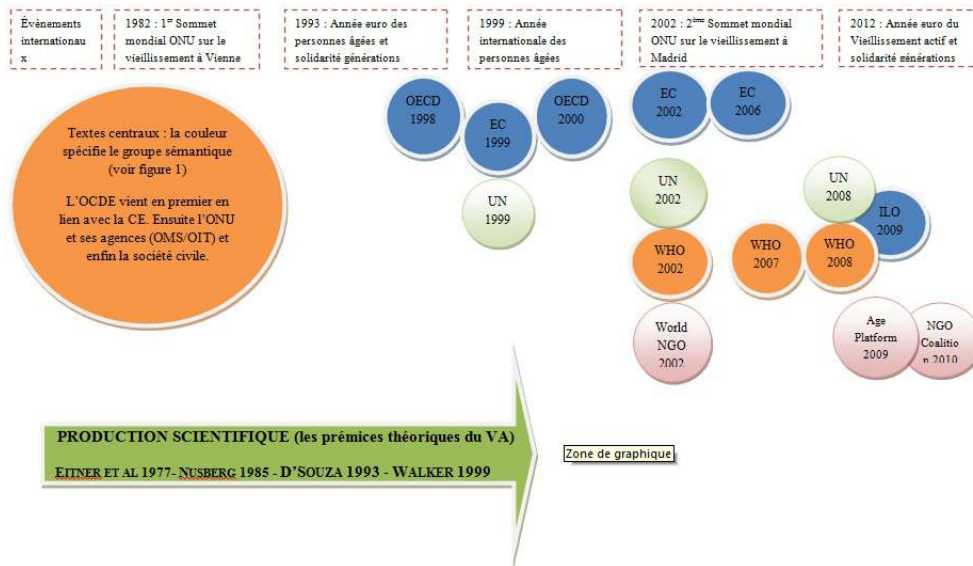 Évènements
internationau
x
1982 : 1er Sommet
mondial ONU sur le
vieillissement à Vienne
1993 : Année euro des
personnes âgées et
solidarité générations
1999 : Année
internationale des
personnes âgées
2002 : 2ème Sommet mondial
ONU sur le vieillissement à
Madrid
2012 : Année euro du
Vieillissement actif et
solidarité générations
OECD
1998
EC
1999
OECD
2000
EC
2002
EC
2006
Textes centraux : la couleur
spécifie le groupe sémantique
(voir figure 1)
L'OCDE vient en premier en
lien avec la CE. Ensuite l'ONU
et ses agences (OMS/OIT) et
enfin la société civile.
UN
1999
UN
2002
UN
2008
ILO
2009
WHO
2002
WHO
2007
WHO
2008
World
NGO
2002
Age
Platform
2009
NGO
Coalitio
n 2010
PRODUCTION SCIENTIFIQUE (les prémices théoriques du VA)
EITNER ET AL 1977- NUSBERG 1985 - D'SOUZA 1993 - WALKER 1999
Zone de graphique